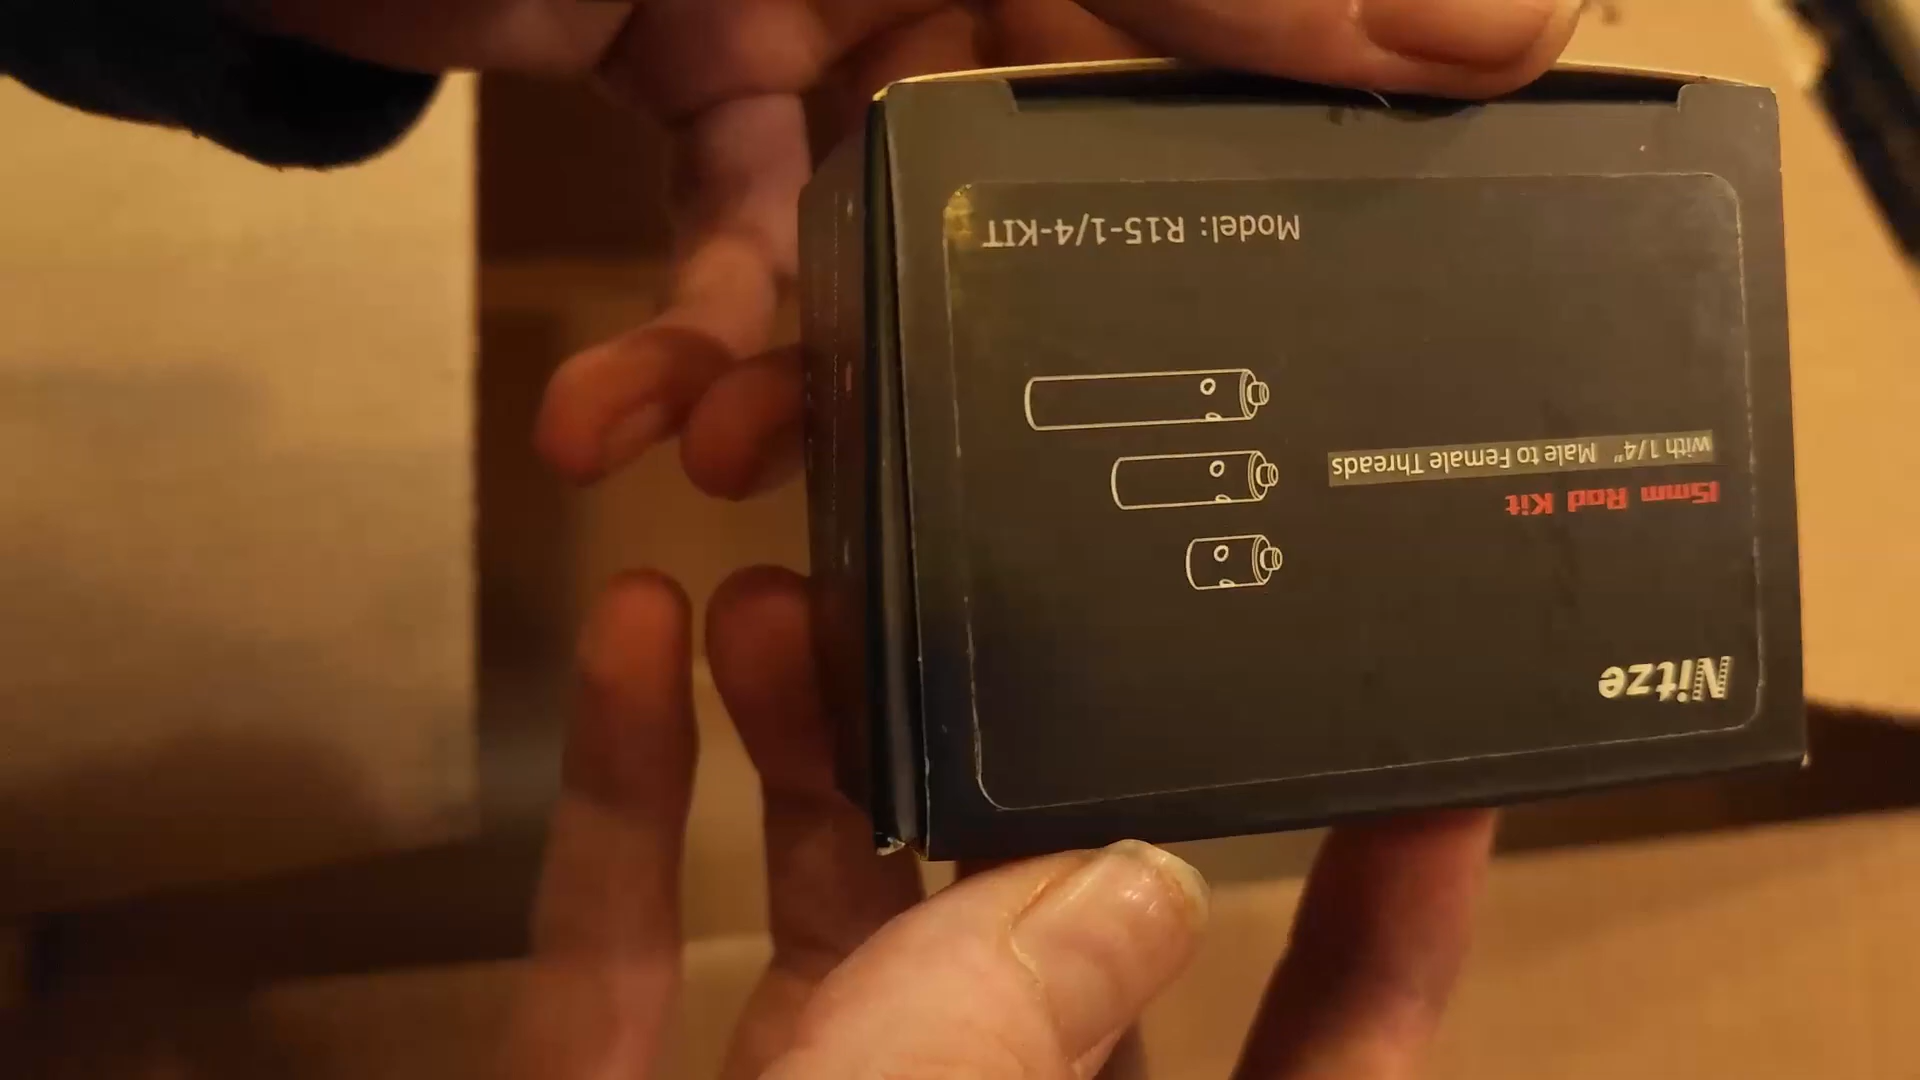 Nitze
15mm Rod Kit
with 1/4" Male to Female Threads
Model: R15-1/4-KIT